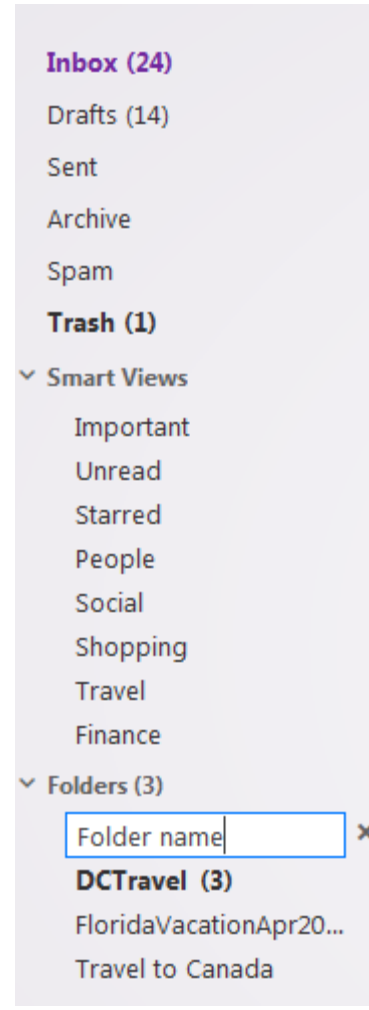 Inbox (24)
Drafts (14)
Sent
Archive
Spam
Trash (1)
Smart Views
Important
Unread
Starred
People
Social
Shopping
Travel
Finance
Folders (3)
Folder name
DCTravel (3)
FloridaVacationApr20...
Travel to Canada